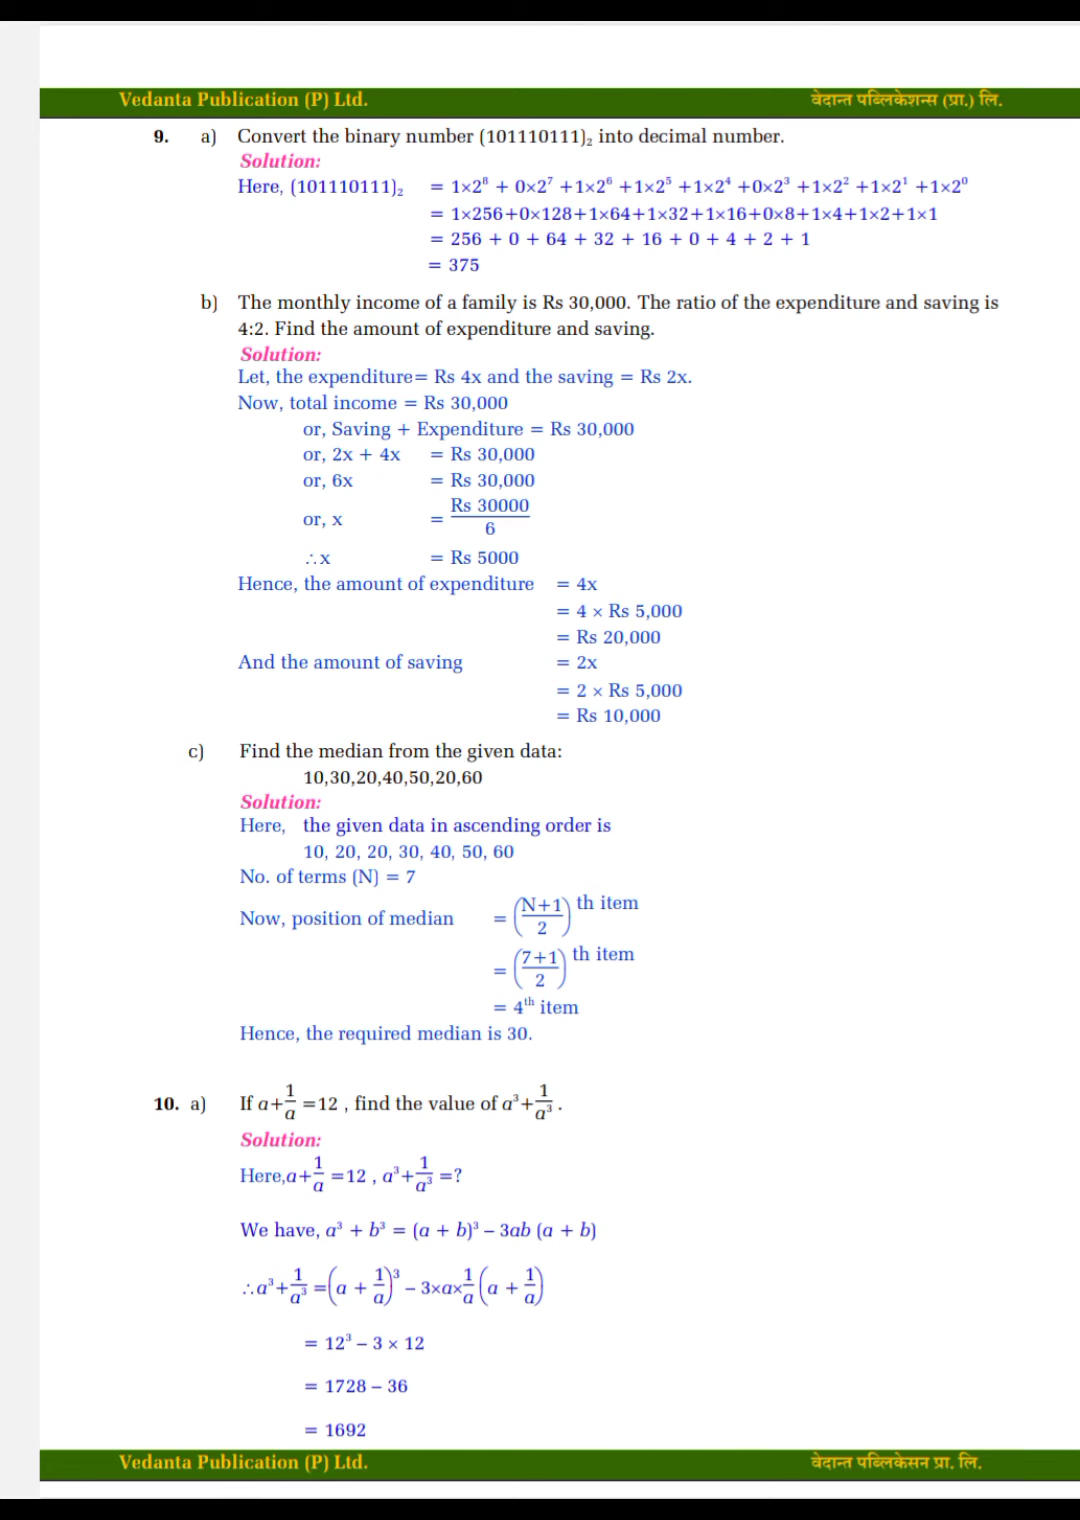 Vedanta Publication (P) Ltd. वेदान्त पब्लिकेशन्स (प्रा.) लि.
9. a) Convert the binary number (101110111)₂ into decimal number.
Solution:
Here, (101110111)₂ = 1×2⁸ + 0×2⁷ +1×2⁶ +1×2⁵ +1×2⁴ +0×2³ +1×2² +1×2¹ +1×2⁰
= 1×256+0×128+1×64+1×32+1×16+0×8+1×4+1×2+1×1
= 256 + 0 + 64 + 32 + 16 + 0 + 4 + 2 + 1
= 375
b) The monthly income of a family is Rs 30,000. The ratio of the expenditure and saving is
4:2. Find the amount of expenditure and saving.
Solution:
Let, the expenditure= Rs 4x and the saving = Rs 2x.
Now, total income = Rs 30,000
or, Saving + Expenditure = Rs 30,000
or, 2x + 4x = Rs 30,000
or, 6x = Rs 30,000
or, x = Rs 30000/6
∴x = Rs 5000
Hence, the amount of expenditure = 4x
= 4 × Rs 5,000
= Rs 20,000
And the amount of saving = 2x
= 2 × Rs 5,000
= Rs 10,000
c) Find the median from the given data:
10,30,20,40,50,20,60
Solution:
Here, the given data in ascending order is
10, 20, 20, 30, 40, 50, 60
No. of terms (N) = 7
Now, position of median = (N+1/2) th item
= (7+1/2) th item
= 4ᵗʰ item
Hence, the required median is 30.
10. a) If a+1/a =12 , find the value of a³+1/a³ .
Solution:
Here,a+1/a =12 , a³+1/a³ =?
We have, a³ + b³ = (a + b)³ – 3ab (a + b)
∴a³+1/a³ =(a + 1/a)³ – 3×a×1/a (a + 1/a)
= 12³ – 3 × 12
= 1728 – 36
= 1692
Vedanta Publication (P) Ltd. वेदान्त पब्लिकेसन प्रा. लि.